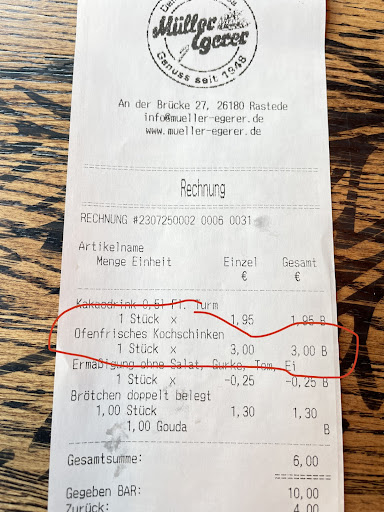 Müller
Egerer
Genuss seit 1948
An der Brücke 27, 26180 Rastede
info@mueller-egerer.de
www.mueller-egerer.de
Rechnung
RECHNUNG #2307250002 0006 0031
Artikelname
Menge Einheit Einzel Gesamt
€ €
Kakaodrink 0,5l Fl. Turm
1 Stück x 1,95 1,95 B
Ofenfrisches Kochschinken
1 Stück x 3,00 3,00 B
Ermäßigung ohne Salat, Gurke, Tom, Ei
1 Stück x -0,25 -0,25 B
Brötchen doppelt belegt
1,00 Stück 1,30 1,30
1,00 Gouda B
Gesamtsumme: 6,00
Gegeben BAR: 10,00
Zurück: 4,00